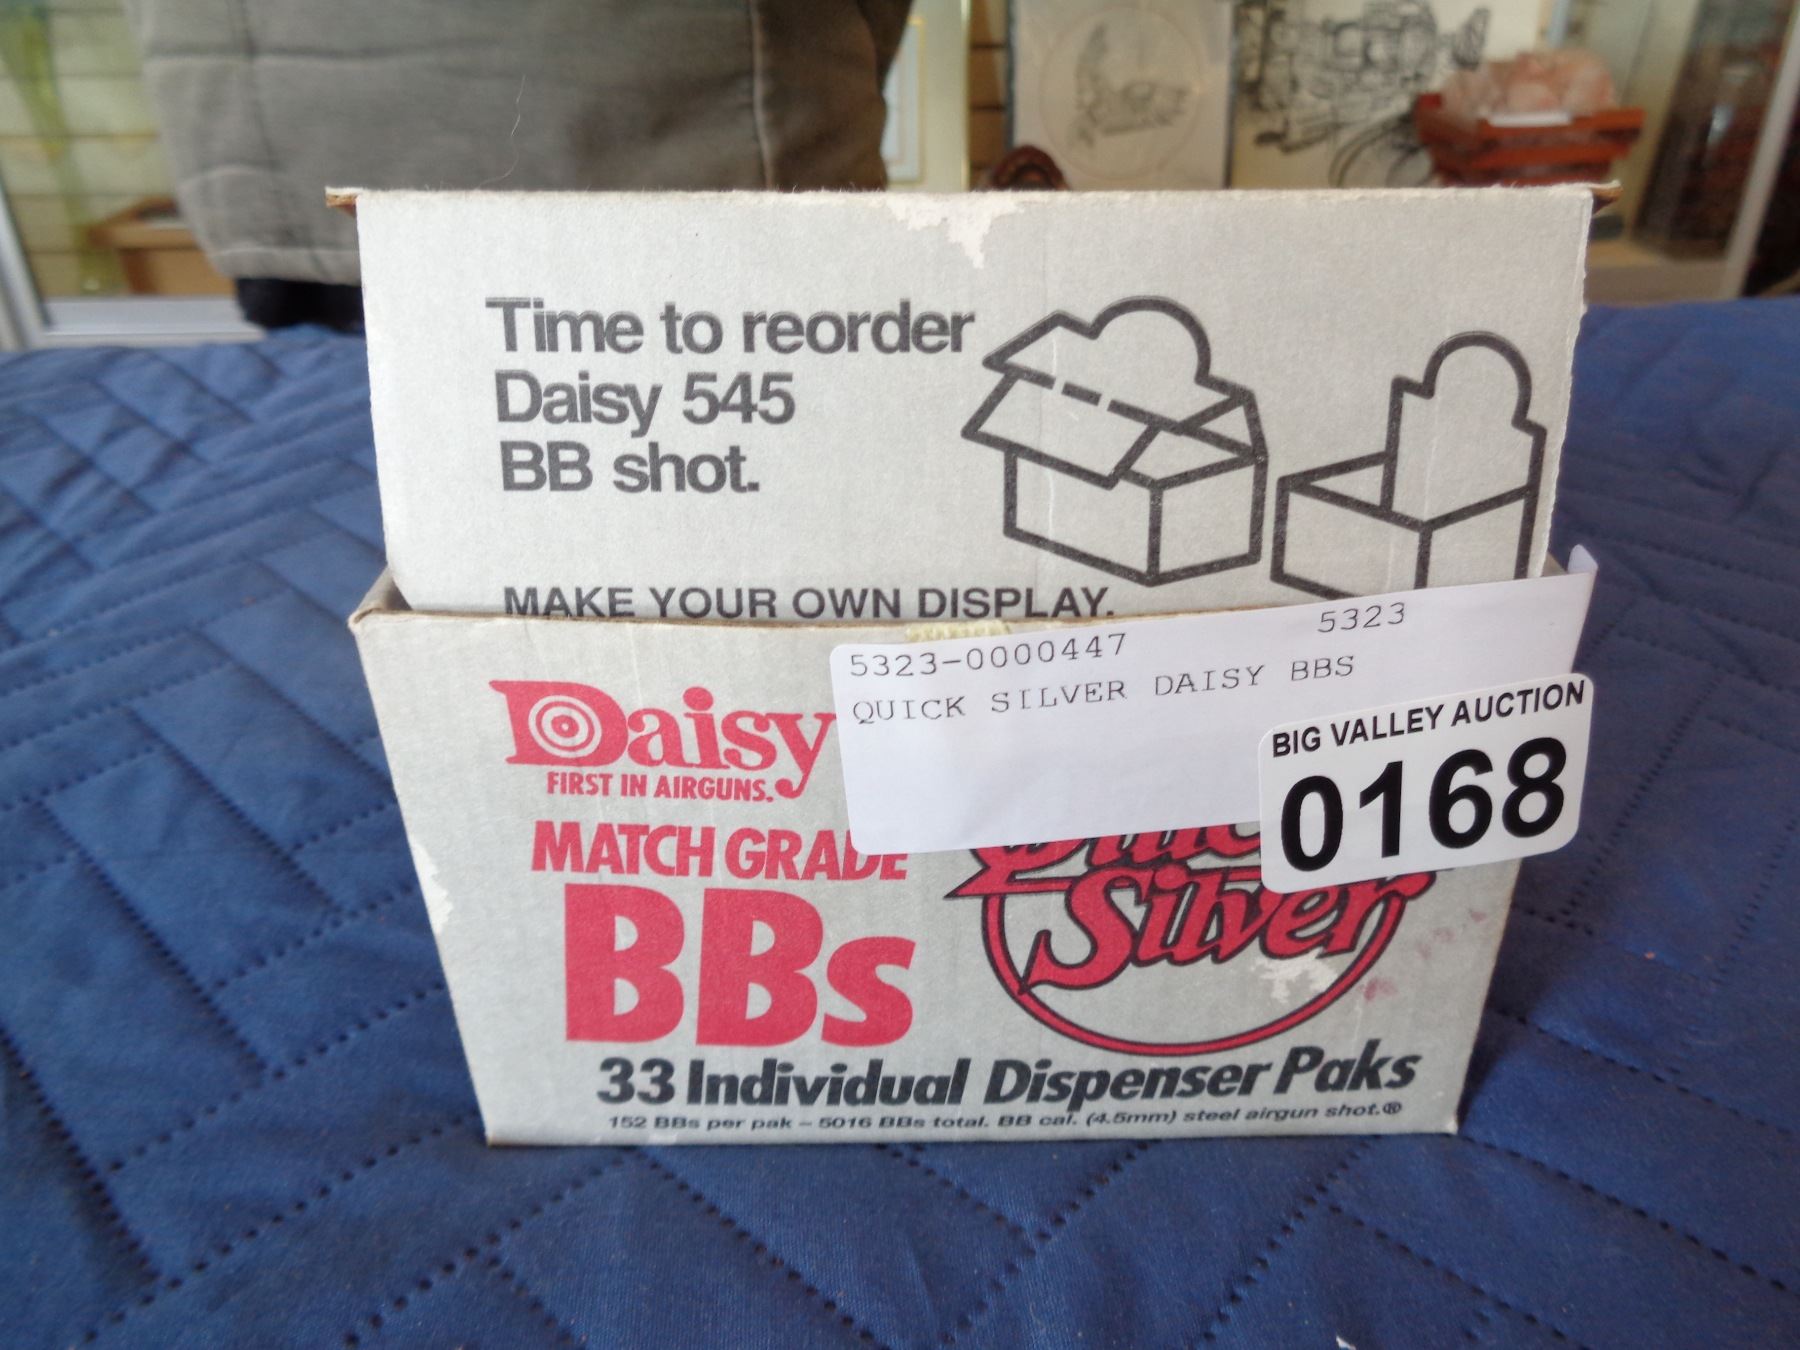 Time to reorder
Daisy 545
BB shot.
MAKE YOUR OWN DISPLAY.
5323-0000447 5323
QUICK SILVER DAISY BBS
BIG VALLEY AUCTION
0168
Daisy
FIRST IN AIRGUNS.
MATCH GRADE
BBs
Quick
Silver
33 Individual Dispenser Paks
152 BBs per pak – 5016 BBs total. BB cal. (4.5mm) steel airgun shot.®